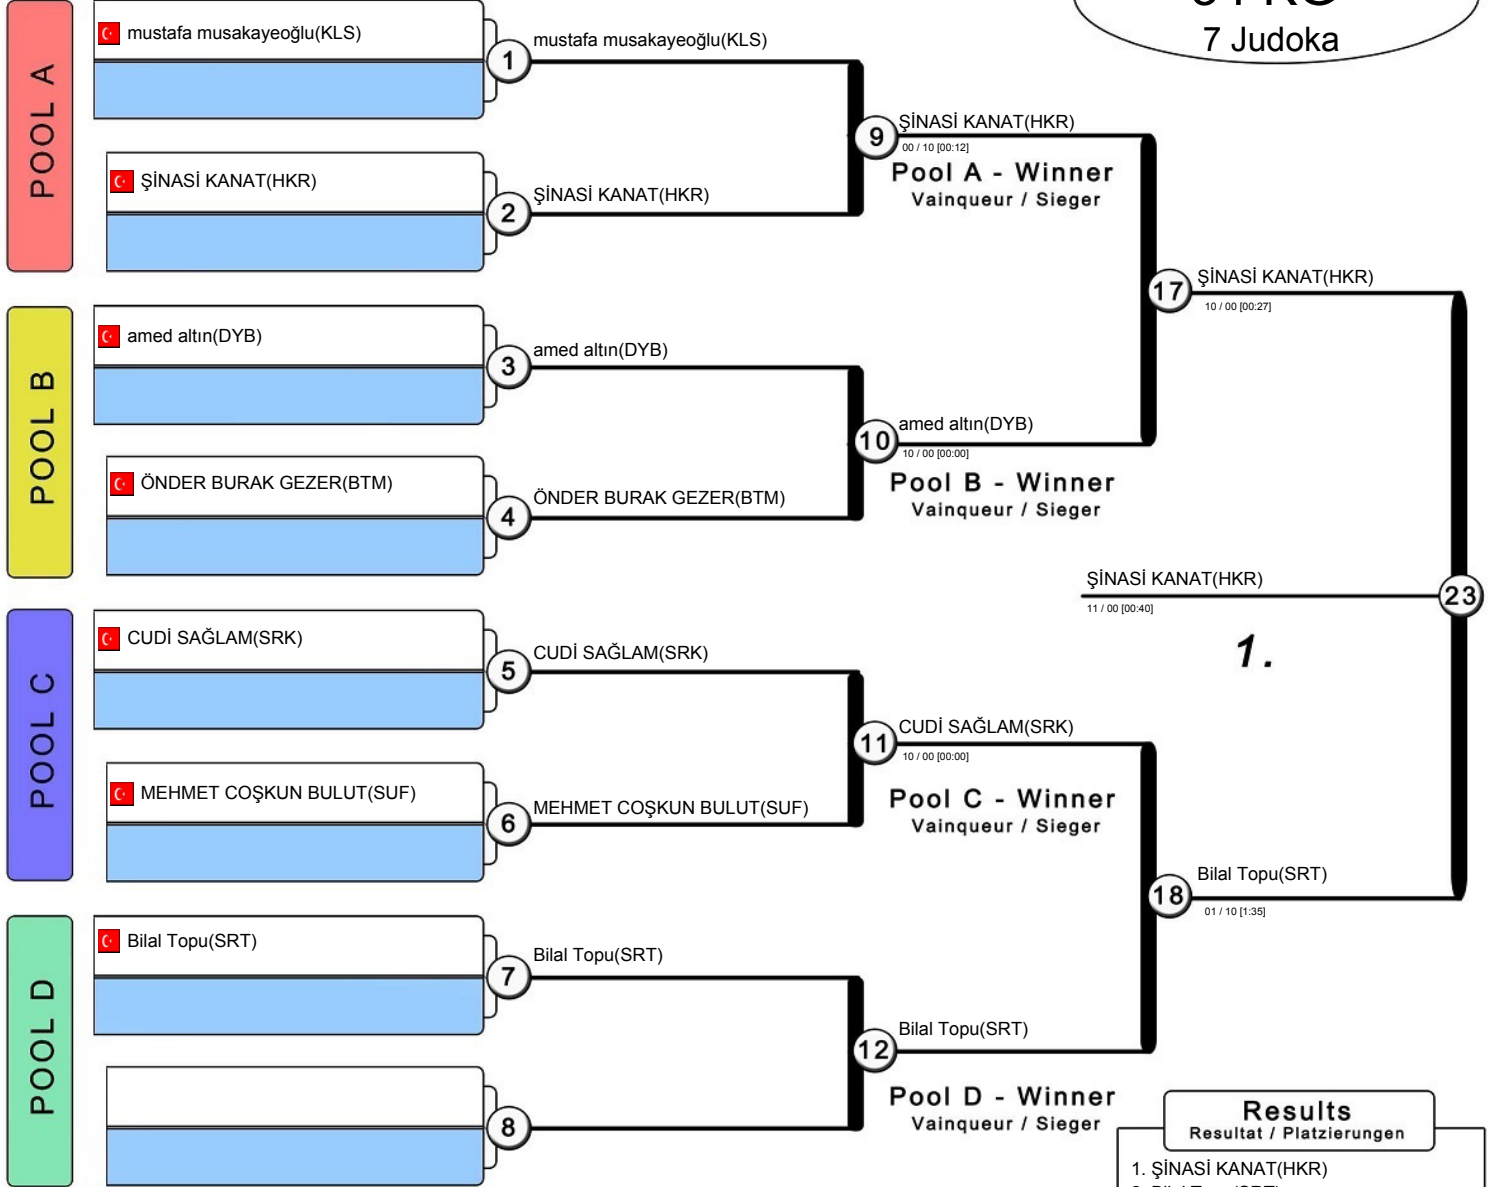 7 Judoka
POOL A
mustafa musakayeoğlu(KLS)
1
mustafa musakayeoğlu(KLS)
ŞİNASİ KANAT(HKR)
2
ŞİNASİ KANAT(HKR)
9
ŞİNASİ KANAT(HKR)
00 / 10 [00:12]
Pool A - Winner
Vainqueur / Sieger
POOL B
amed altın(DYB)
3
amed altın(DYB)
ÖNDER BURAK GEZER(BTM)
4
ÖNDER BURAK GEZER(BTM)
10
amed altın(DYB)
10 / 00 [00:00]
Pool B - Winner
Vainqueur / Sieger
17
ŞİNASİ KANAT(HKR)
10 / 00 [00:27]
POOL C
CUDİ SAĞLAM(SRK)
5
CUDİ SAĞLAM(SRK)
MEHMET COŞKUN BULUT(SUF)
6
MEHMET COŞKUN BULUT(SUF)
11
CUDİ SAĞLAM(SRK)
10 / 00 [00:00]
Pool C - Winner
Vainqueur / Sieger
POOL D
Bilal Topu(SRT)
7
Bilal Topu(SRT)
8
12
Bilal Topu(SRT)
Pool D - Winner
Vainqueur / Sieger
18
Bilal Topu(SRT)
01 / 10 [1:35]
ŞİNASİ KANAT(HKR)
23
11 / 00 [00:40]
1.
Results
Resultat / Platzierungen
1. ŞİNASİ KANAT(HKR)